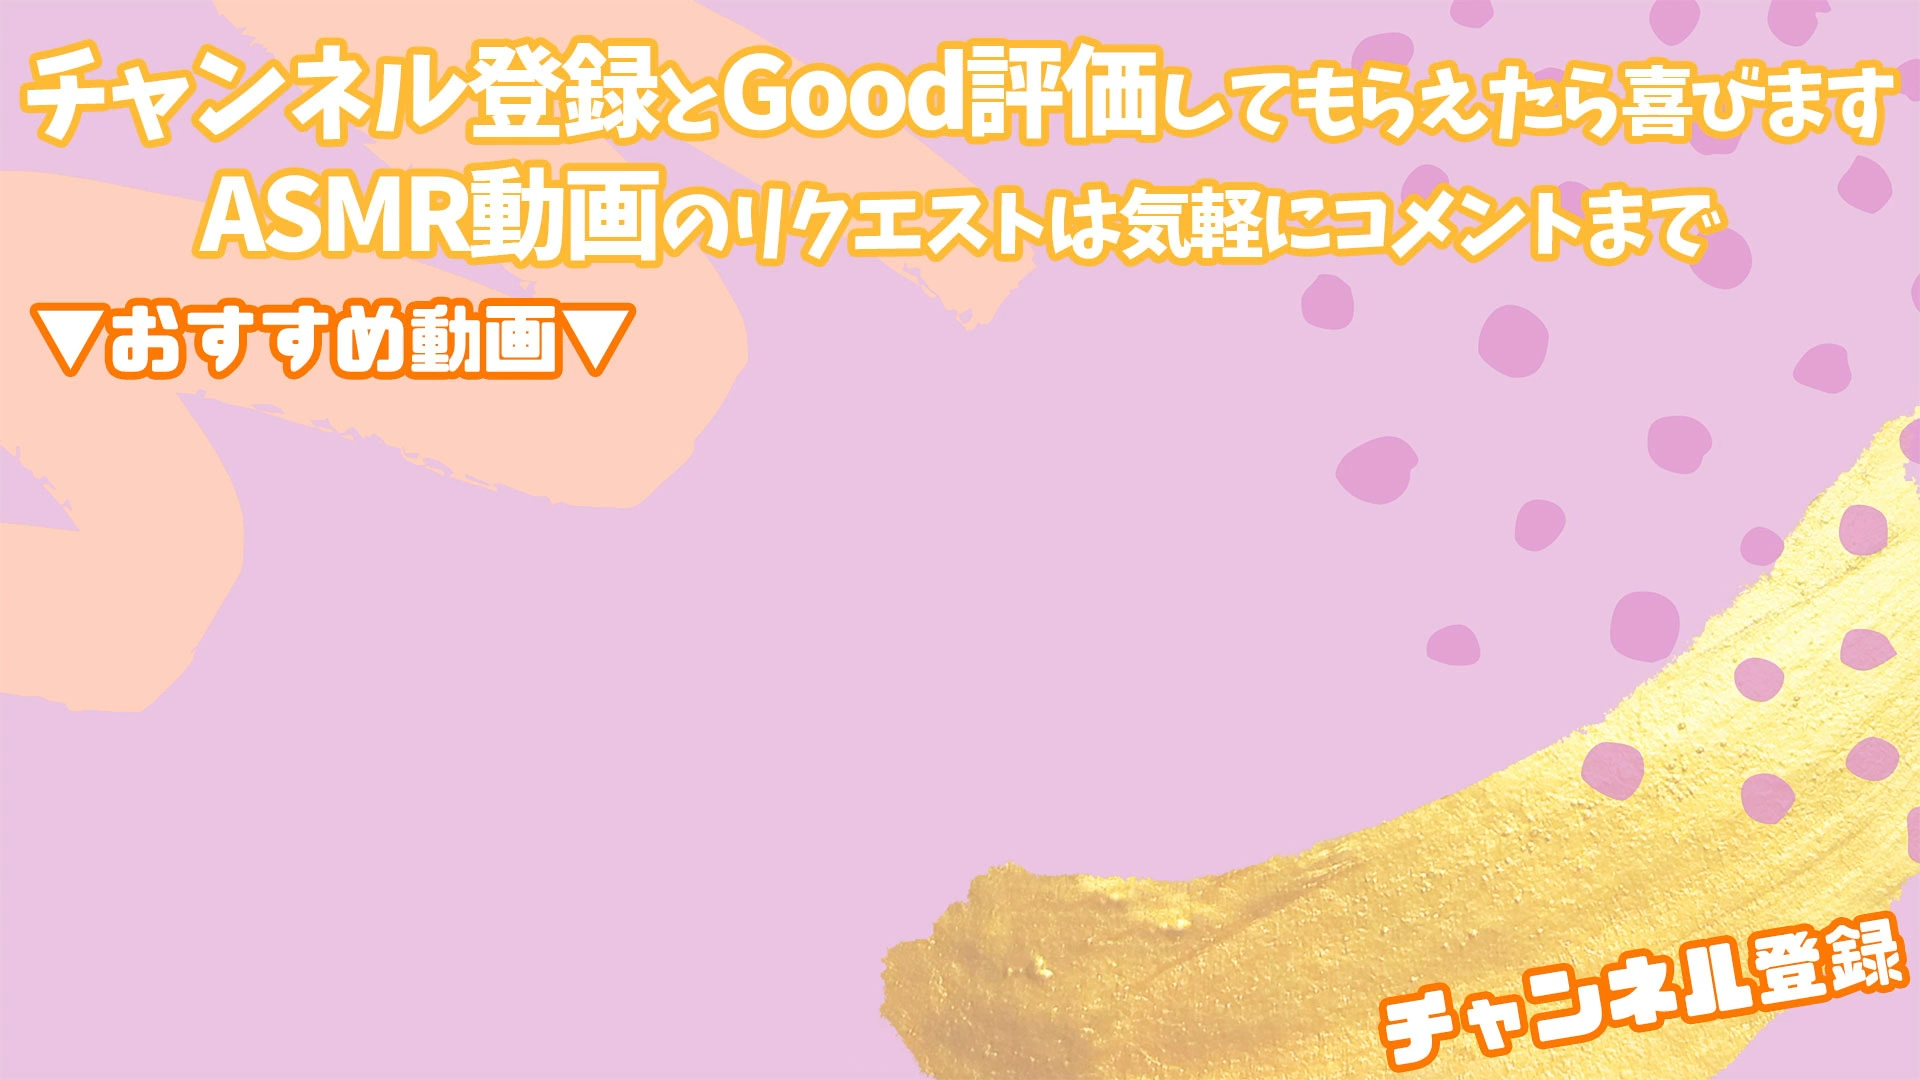 チャンネル登録とGood評価してもらえたら喜びます
ASMR動画のリクエストは気軽にコメントまで
▼おすすめ動画▼
チャンネル登録